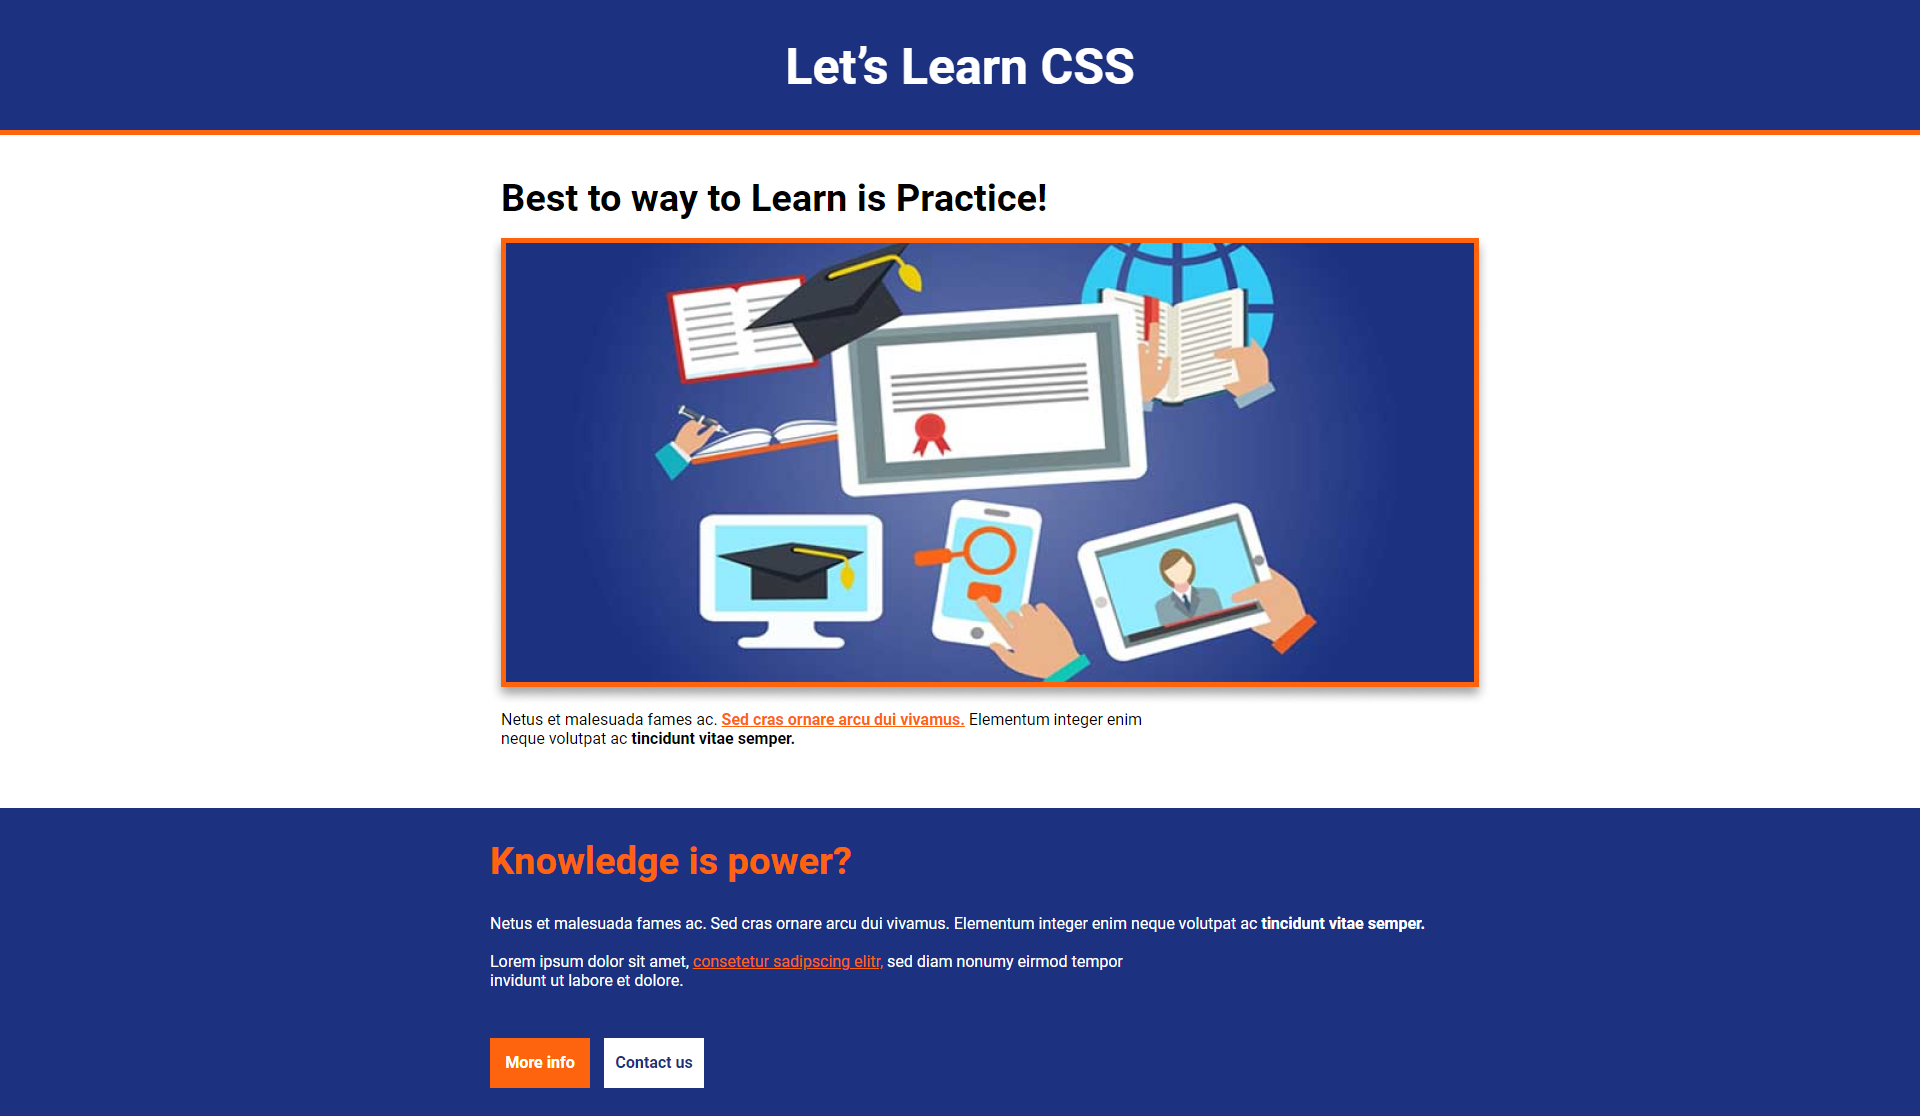 Let’s Learn CSS
Best to way to Learn is Practice!
Netus et malesuada fames ac. Sed cras ornare arcu dui vivamus. Elementum integer enim
neque volutpat ac tincidunt vitae semper.
Knowledge is power?
Netus et malesuada fames ac. Sed cras ornare arcu dui vivamus. Elementum integer enim neque volutpat ac tincidunt vitae semper.
Lorem ipsum dolor sit amet, consetetur sadipscing elitr, sed diam nonumy eirmod tempor
invidunt ut labore et dolore.
More info
Contact us